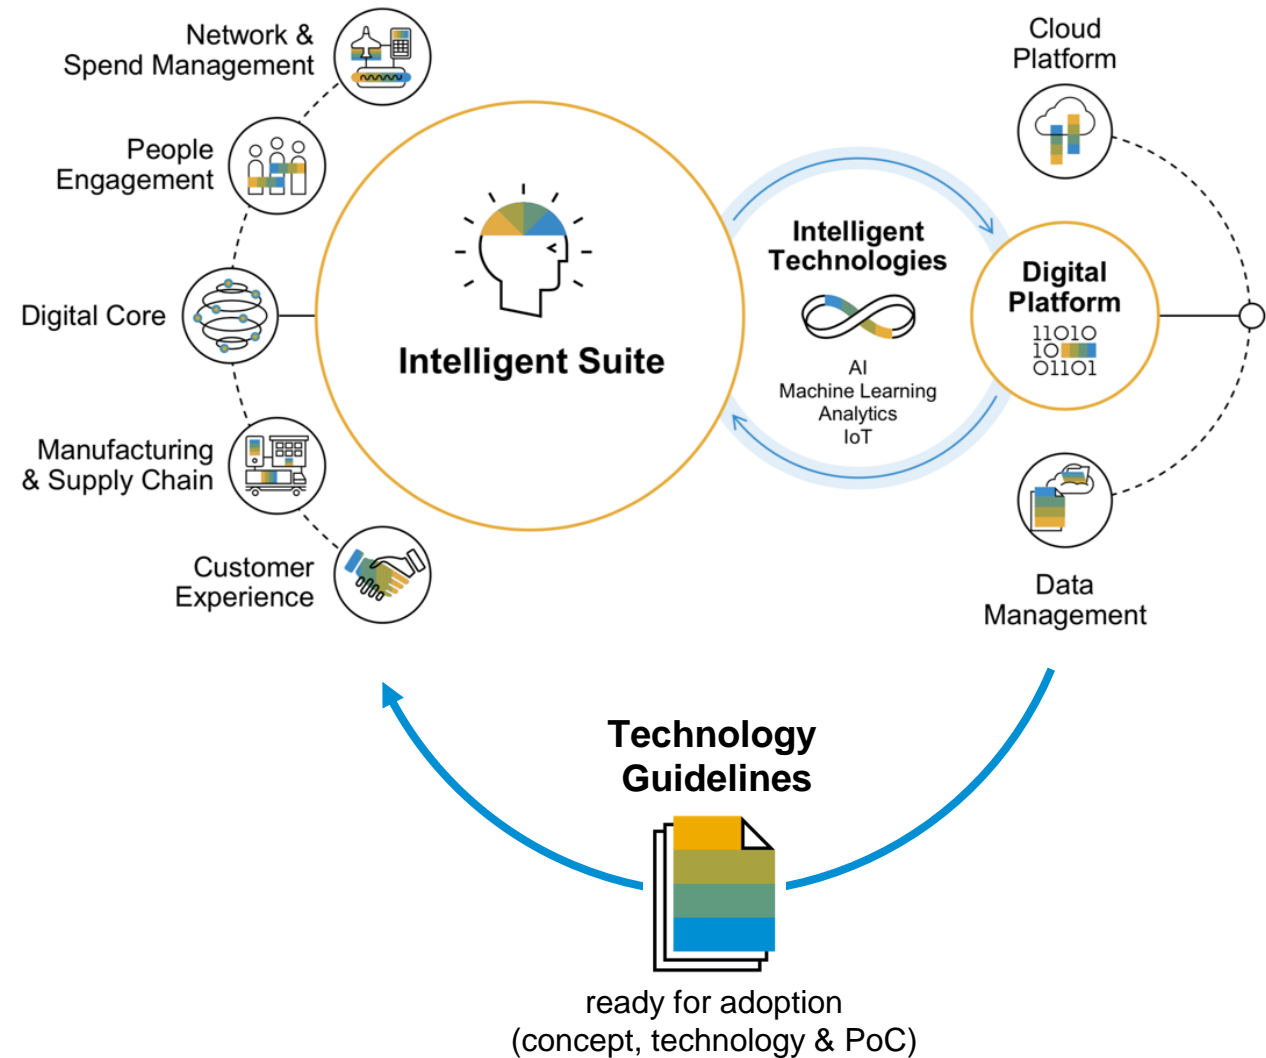 Network &
Spend Management
People
Engagement
Digital Core
Manufacturing
& Supply Chain
Customer
Experience
Intelligent Suite
Intelligent
Technologies
AI
Machine Learning
Analytics
IoT
Digital
Platform
11010
10
01101
Cloud
Platform
Data
Management
Technology
Guidelines
ready for adoption
(concept, technology & PoC)